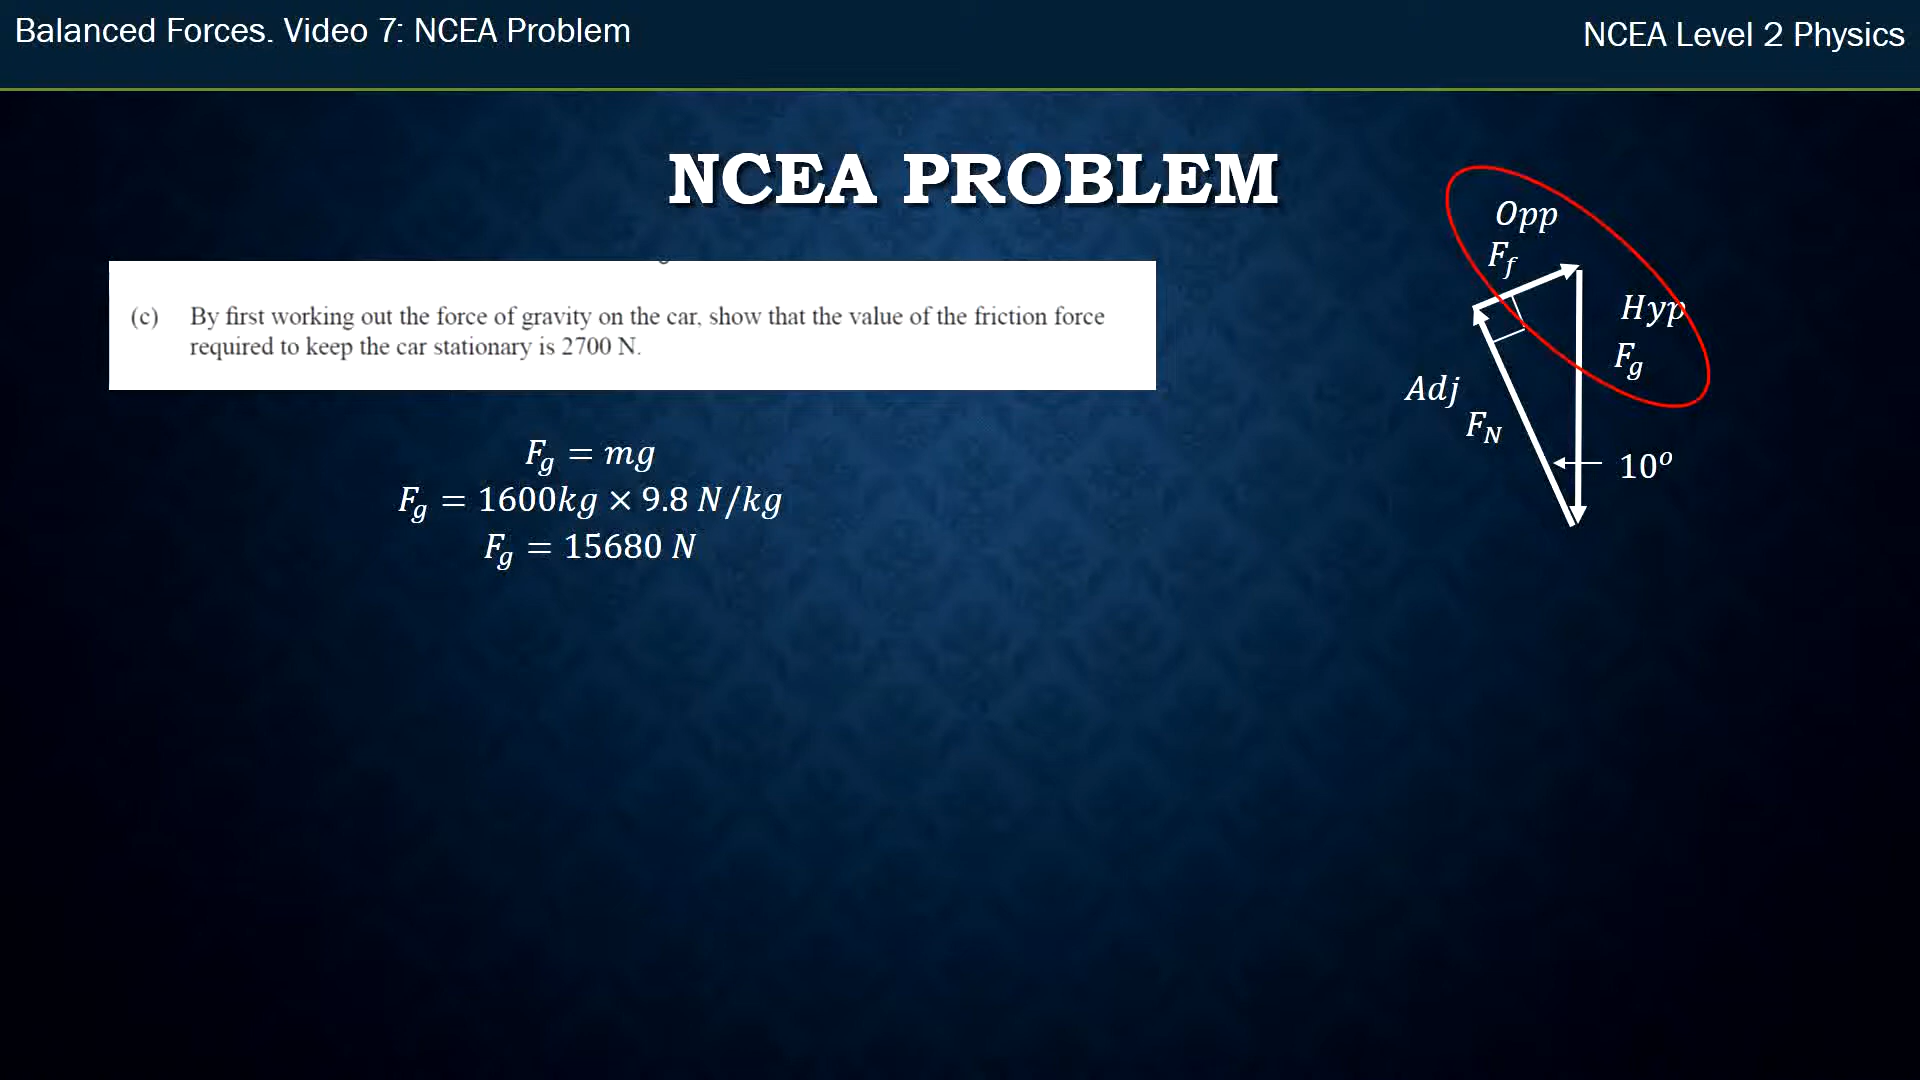 Balanced Forces. Video 7: NCEA Problem
NCEA Level 2 Physics
NCEA PROBLEM
(c) By first working out the force of gravity on the car, show that the value of the friction force
required to keep the car stationary is 2700 N.
F_g = mg
F_g = 1600kg × 9.8 N/kg
F_g = 15680 N
Opp
F_f
Hyp
F_g
Adj
F_N
10°